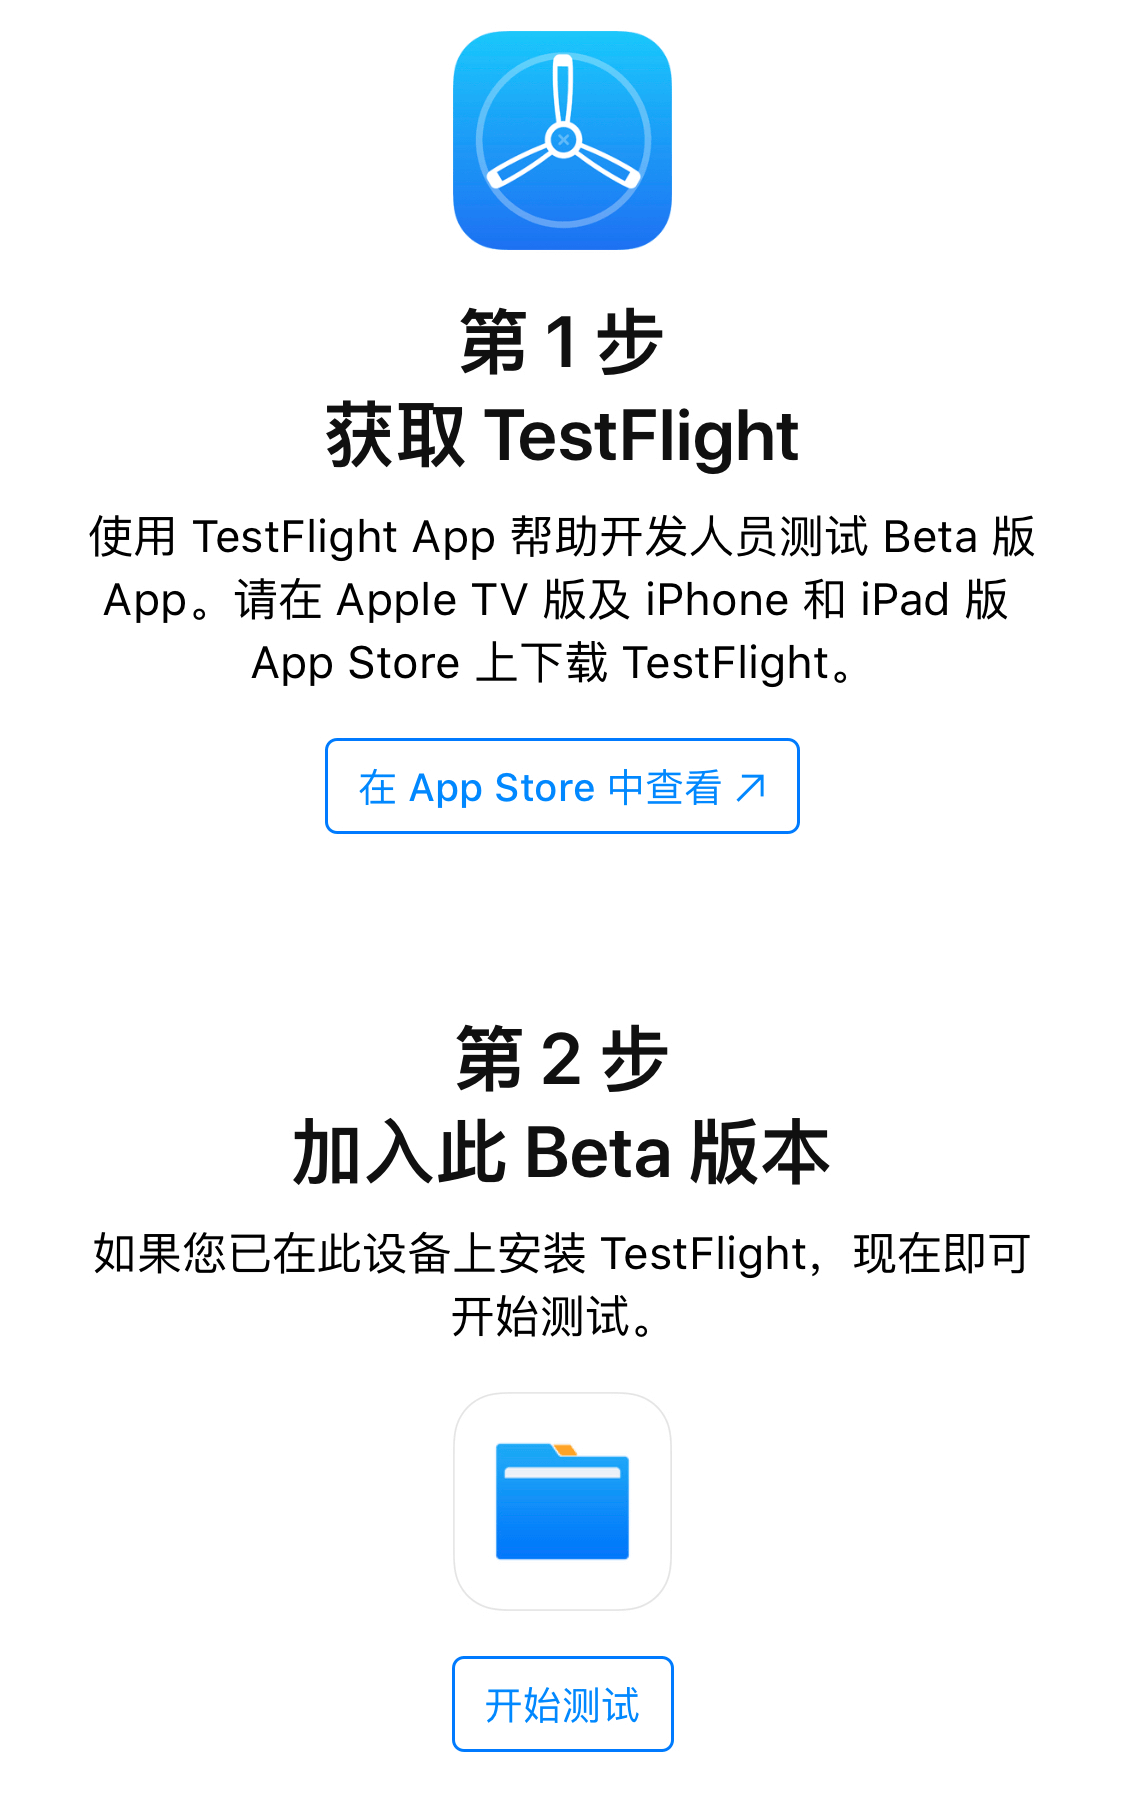 第 1 步
获取 TestFlight
使用 TestFlight App 帮助开发人员测试 Beta 版
App。请在 Apple TV 版及 iPhone 和 iPad 版
App Store 上下载 TestFlight。
在 App Store 中查看 ↗
第 2 步
加入此 Beta 版本
如果您已在此设备上安装 TestFlight，现在即可
开始测试。
开始测试